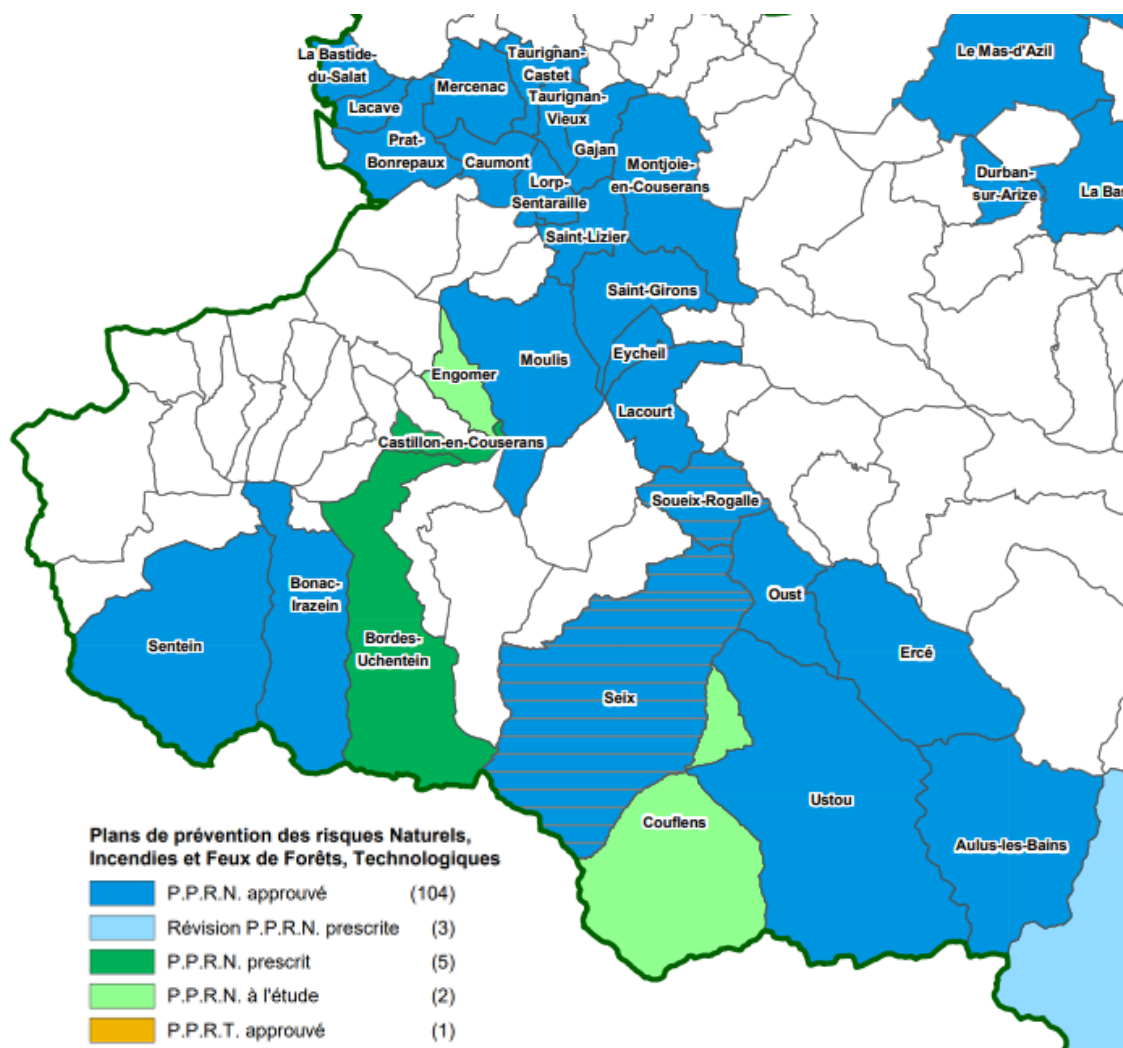 La Bastide-
du-Salat
Taurignan-
Castet
Le Mas-d'Azil
Mercenac
Lacave
Taurignan-
Vieux
Prat-
Bonrepaux
Gajan
Caumont
Montjoie-
en-Couserans
Lorp-
Sentaraille
Durban-
sur-Arize
La Bas
Saint-Lizier
Saint-Girons
Moulis
Eycheil
Engomer
Lacourt
Castillon-en-Couserans
Soueix-Rogalle
Bonac-
Irazein
Oust
Sentein
Bordes-
Uchentein
Ercé
Seix
Ustou
Couflens
Aulus-les-Bains
Plans de prévention des risques Naturels,
Incendies et Feux de Forêts, Technologiques
P.P.R.N. approuvé (104)
Révision P.P.R.N. prescrite (3)
P.P.R.N. prescrit (5)
P.P.R.N. à l'étude (2)
P.P.R.T. approuvé (1)